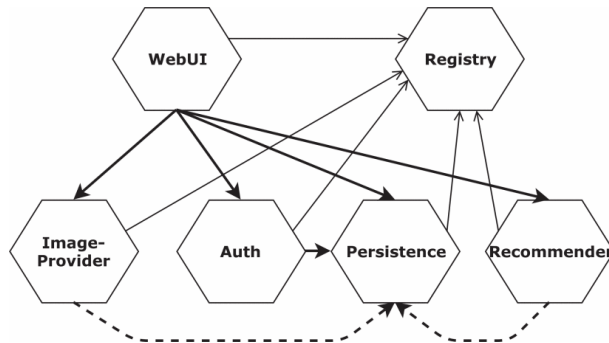 WebUI
Registry
Image-
Provider
Auth
Persistence
Recommender